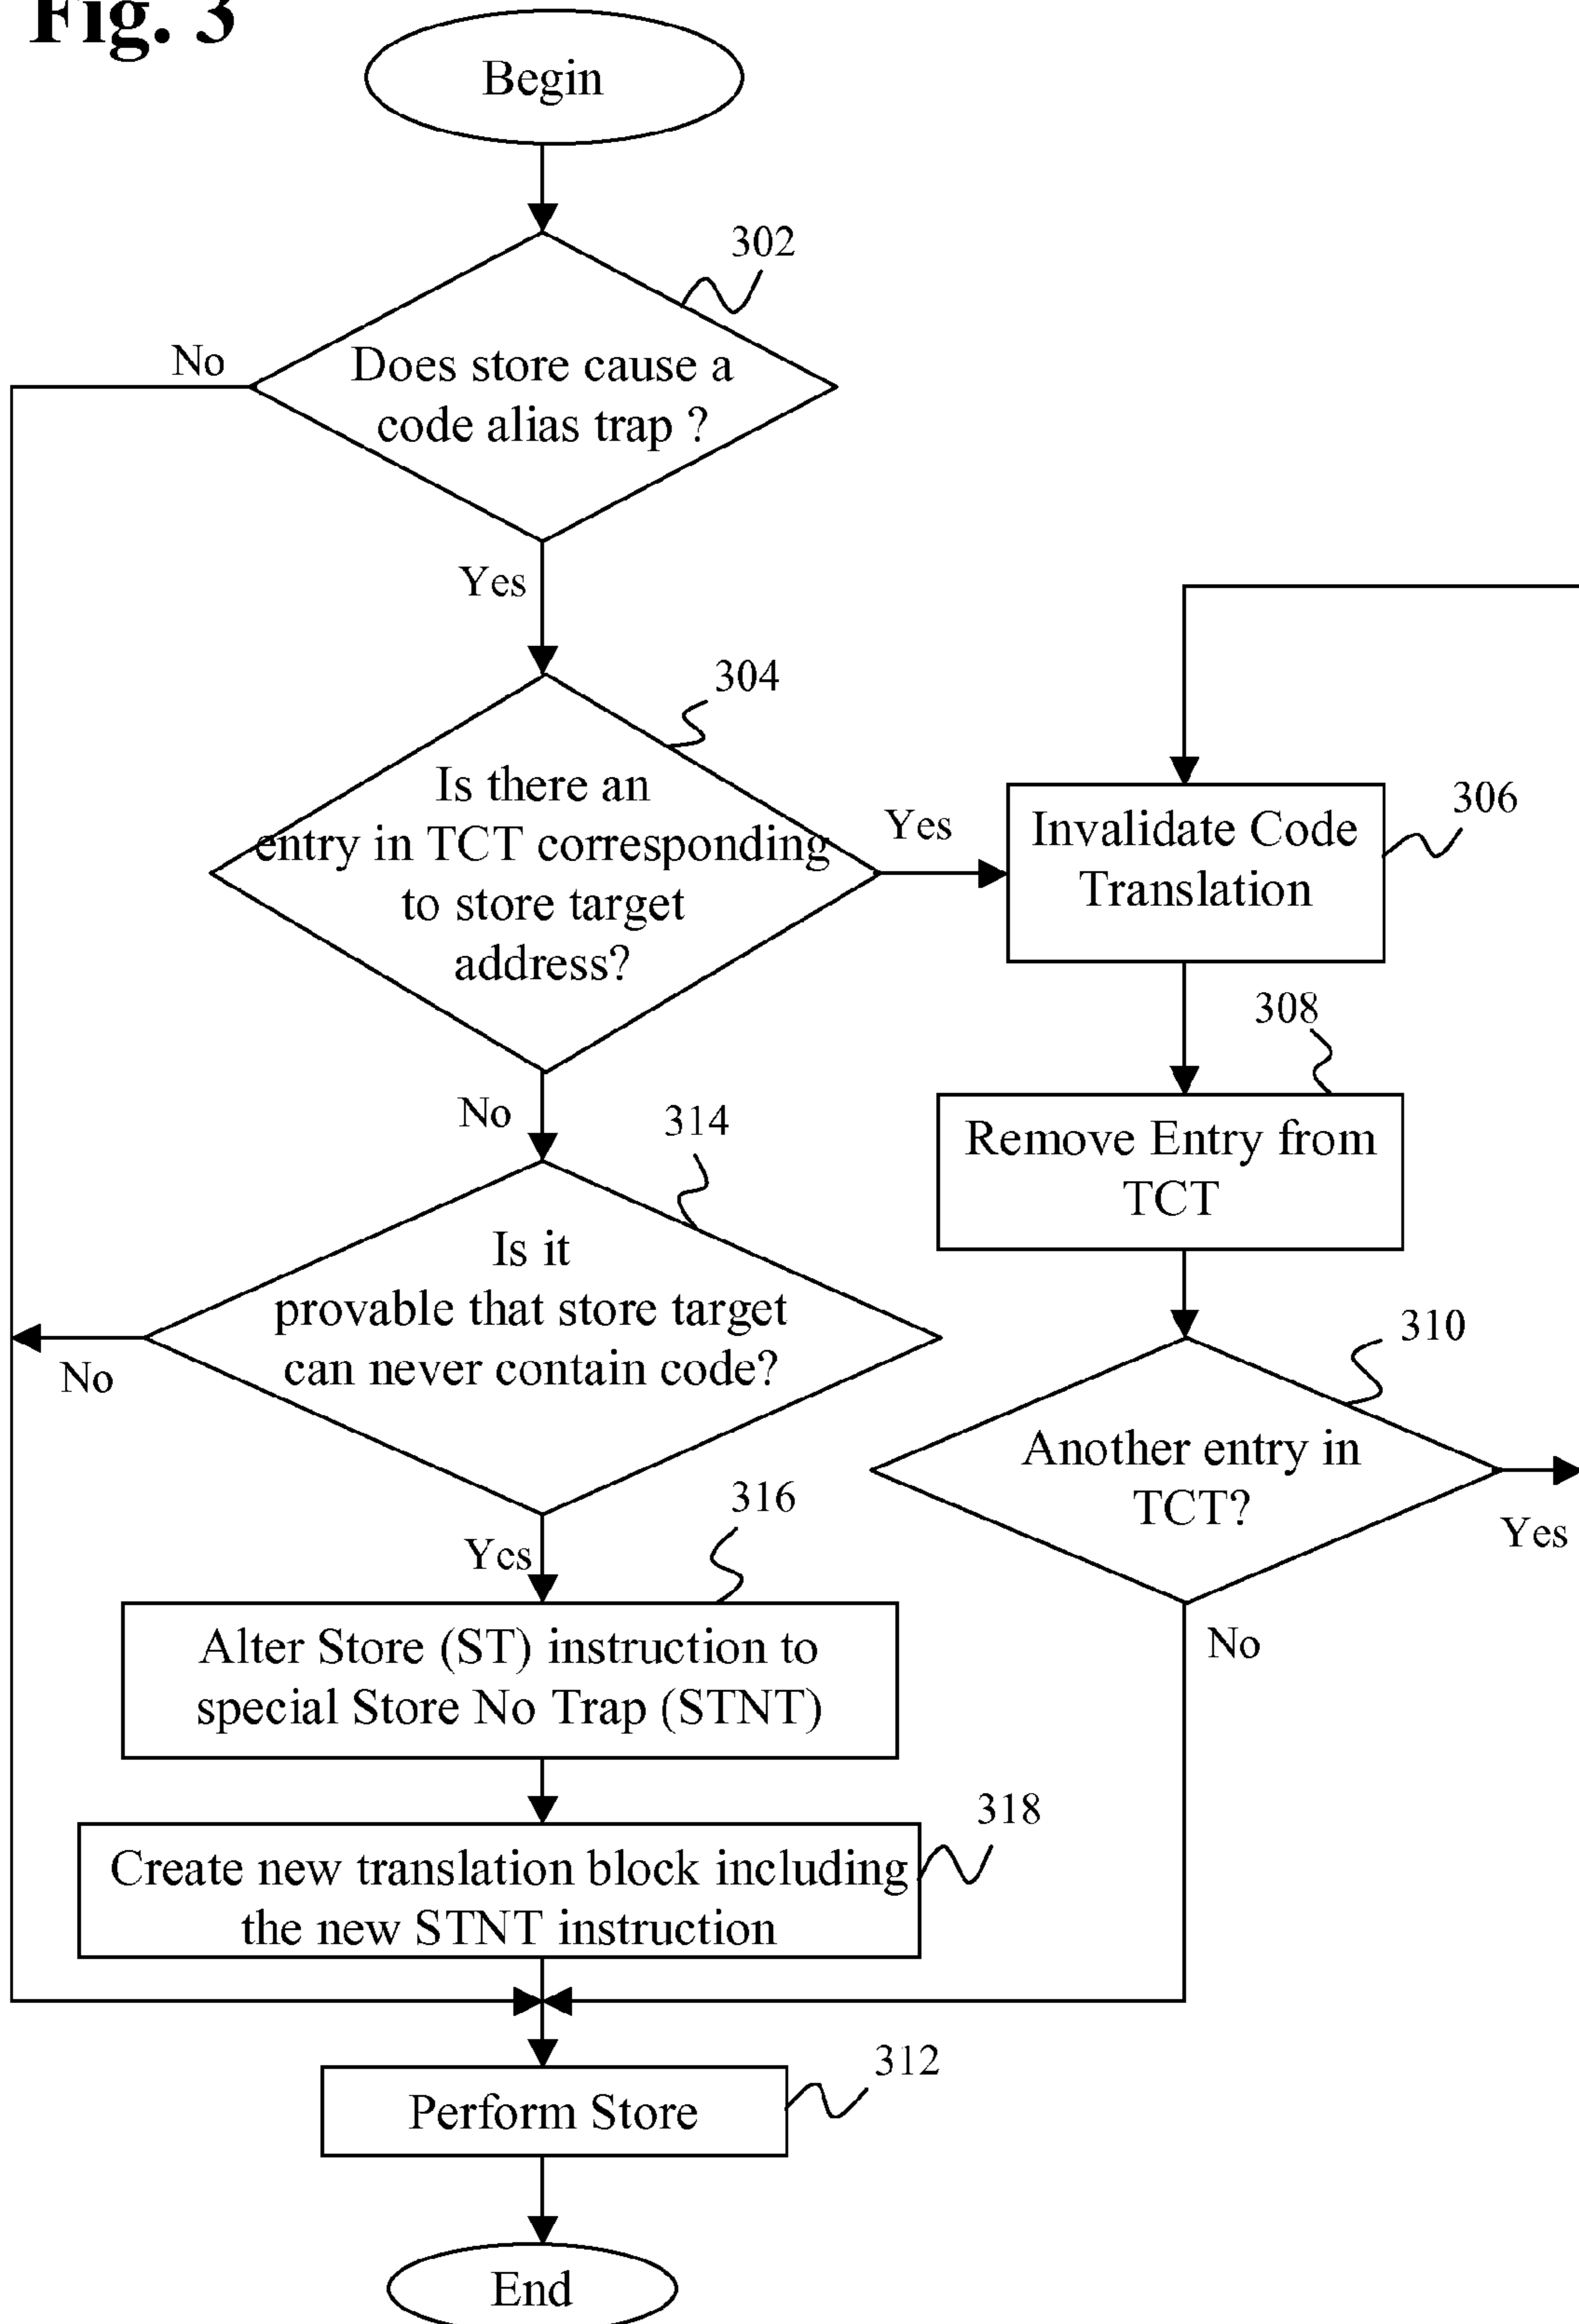 Fig. 3
Begin
302
Does store cause a
code alias trap ?
No
Yes
304
Is there an
entry in TCT corresponding
to store target
address?
Yes
Invalidate Code
Translation
306
308
Remove Entry from
TCT
No
314
Is it
provable that store target
can never contain code?
No
310
Another entry in
TCT?
Yes
No
316
Yes
Alter Store (ST) instruction to
special Store No Trap (STNT)
318
Create new translation block including
the new STNT instruction
312
Perform Store
End